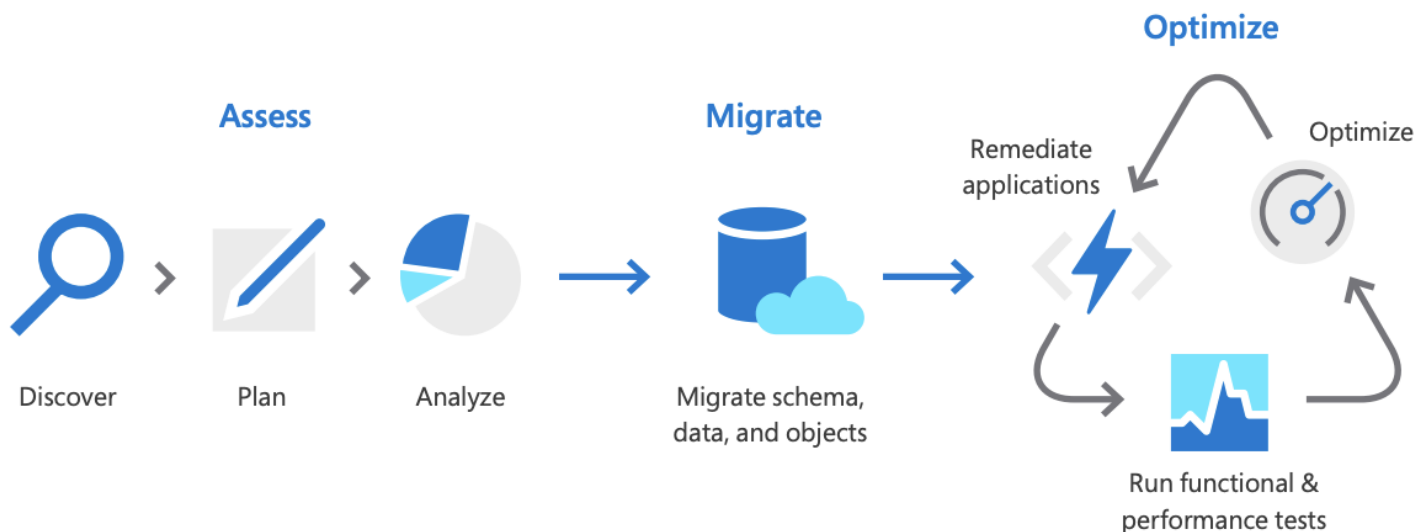 Optimize
Assess
Migrate
Optimize
Remediate
applications
Discover
Plan
Analyze
Migrate schema,
data, and objects
Run functional &
performance tests